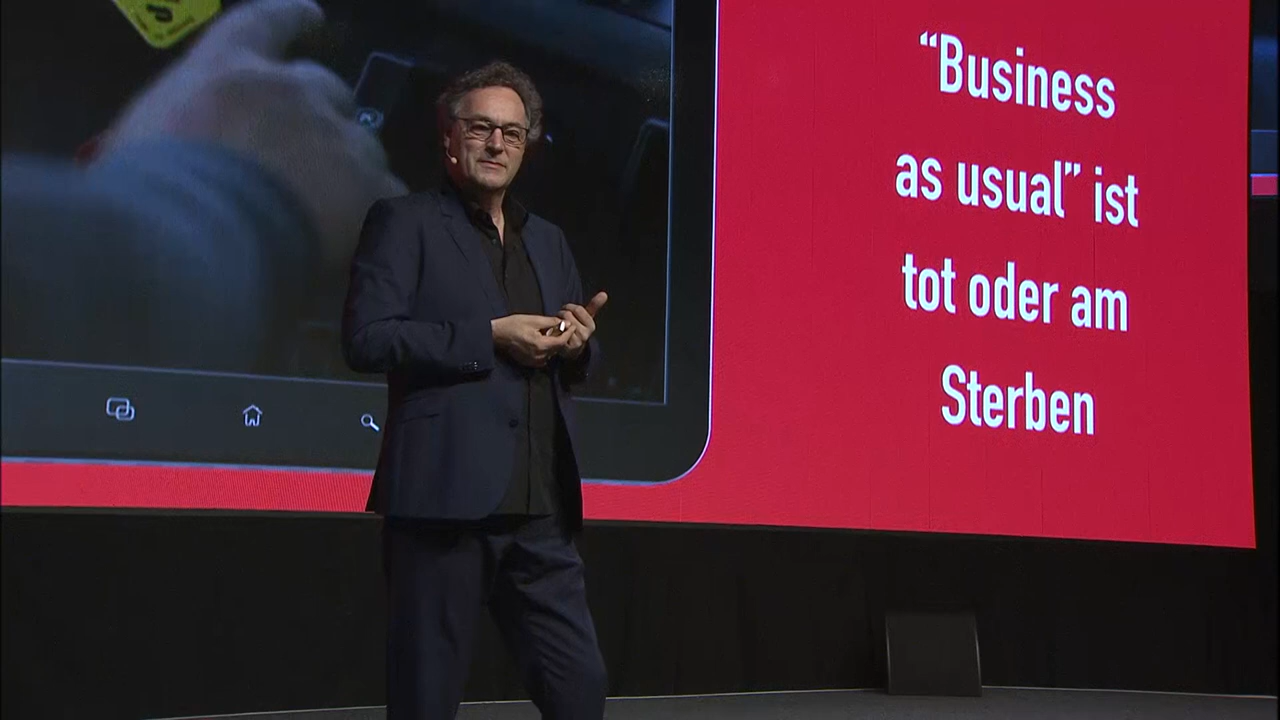 “Business
as usual” ist
tot oder am
Sterben